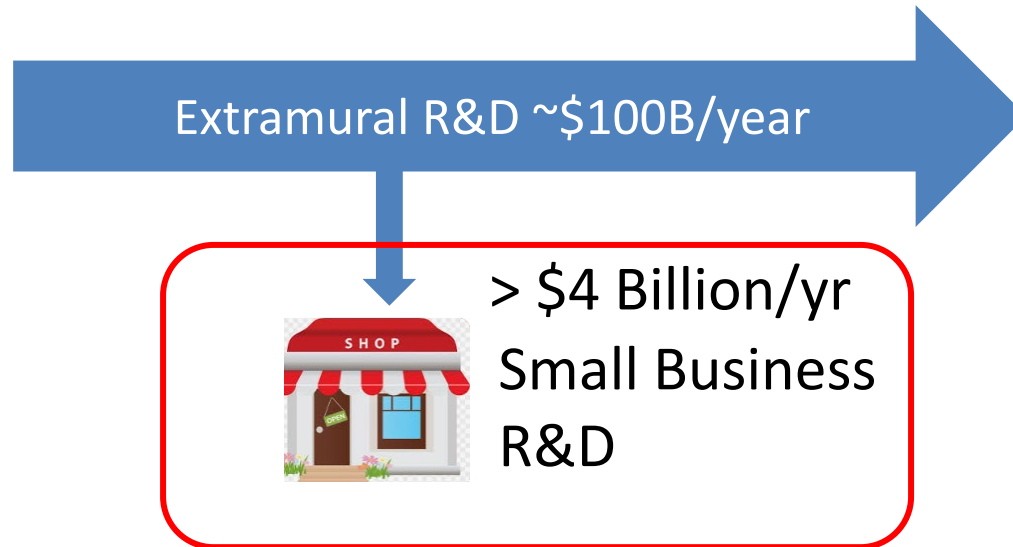 Extramural R&D ~$100B/year
> $4 Billion/yr
SHOP
Small Business
OPEN
R&D